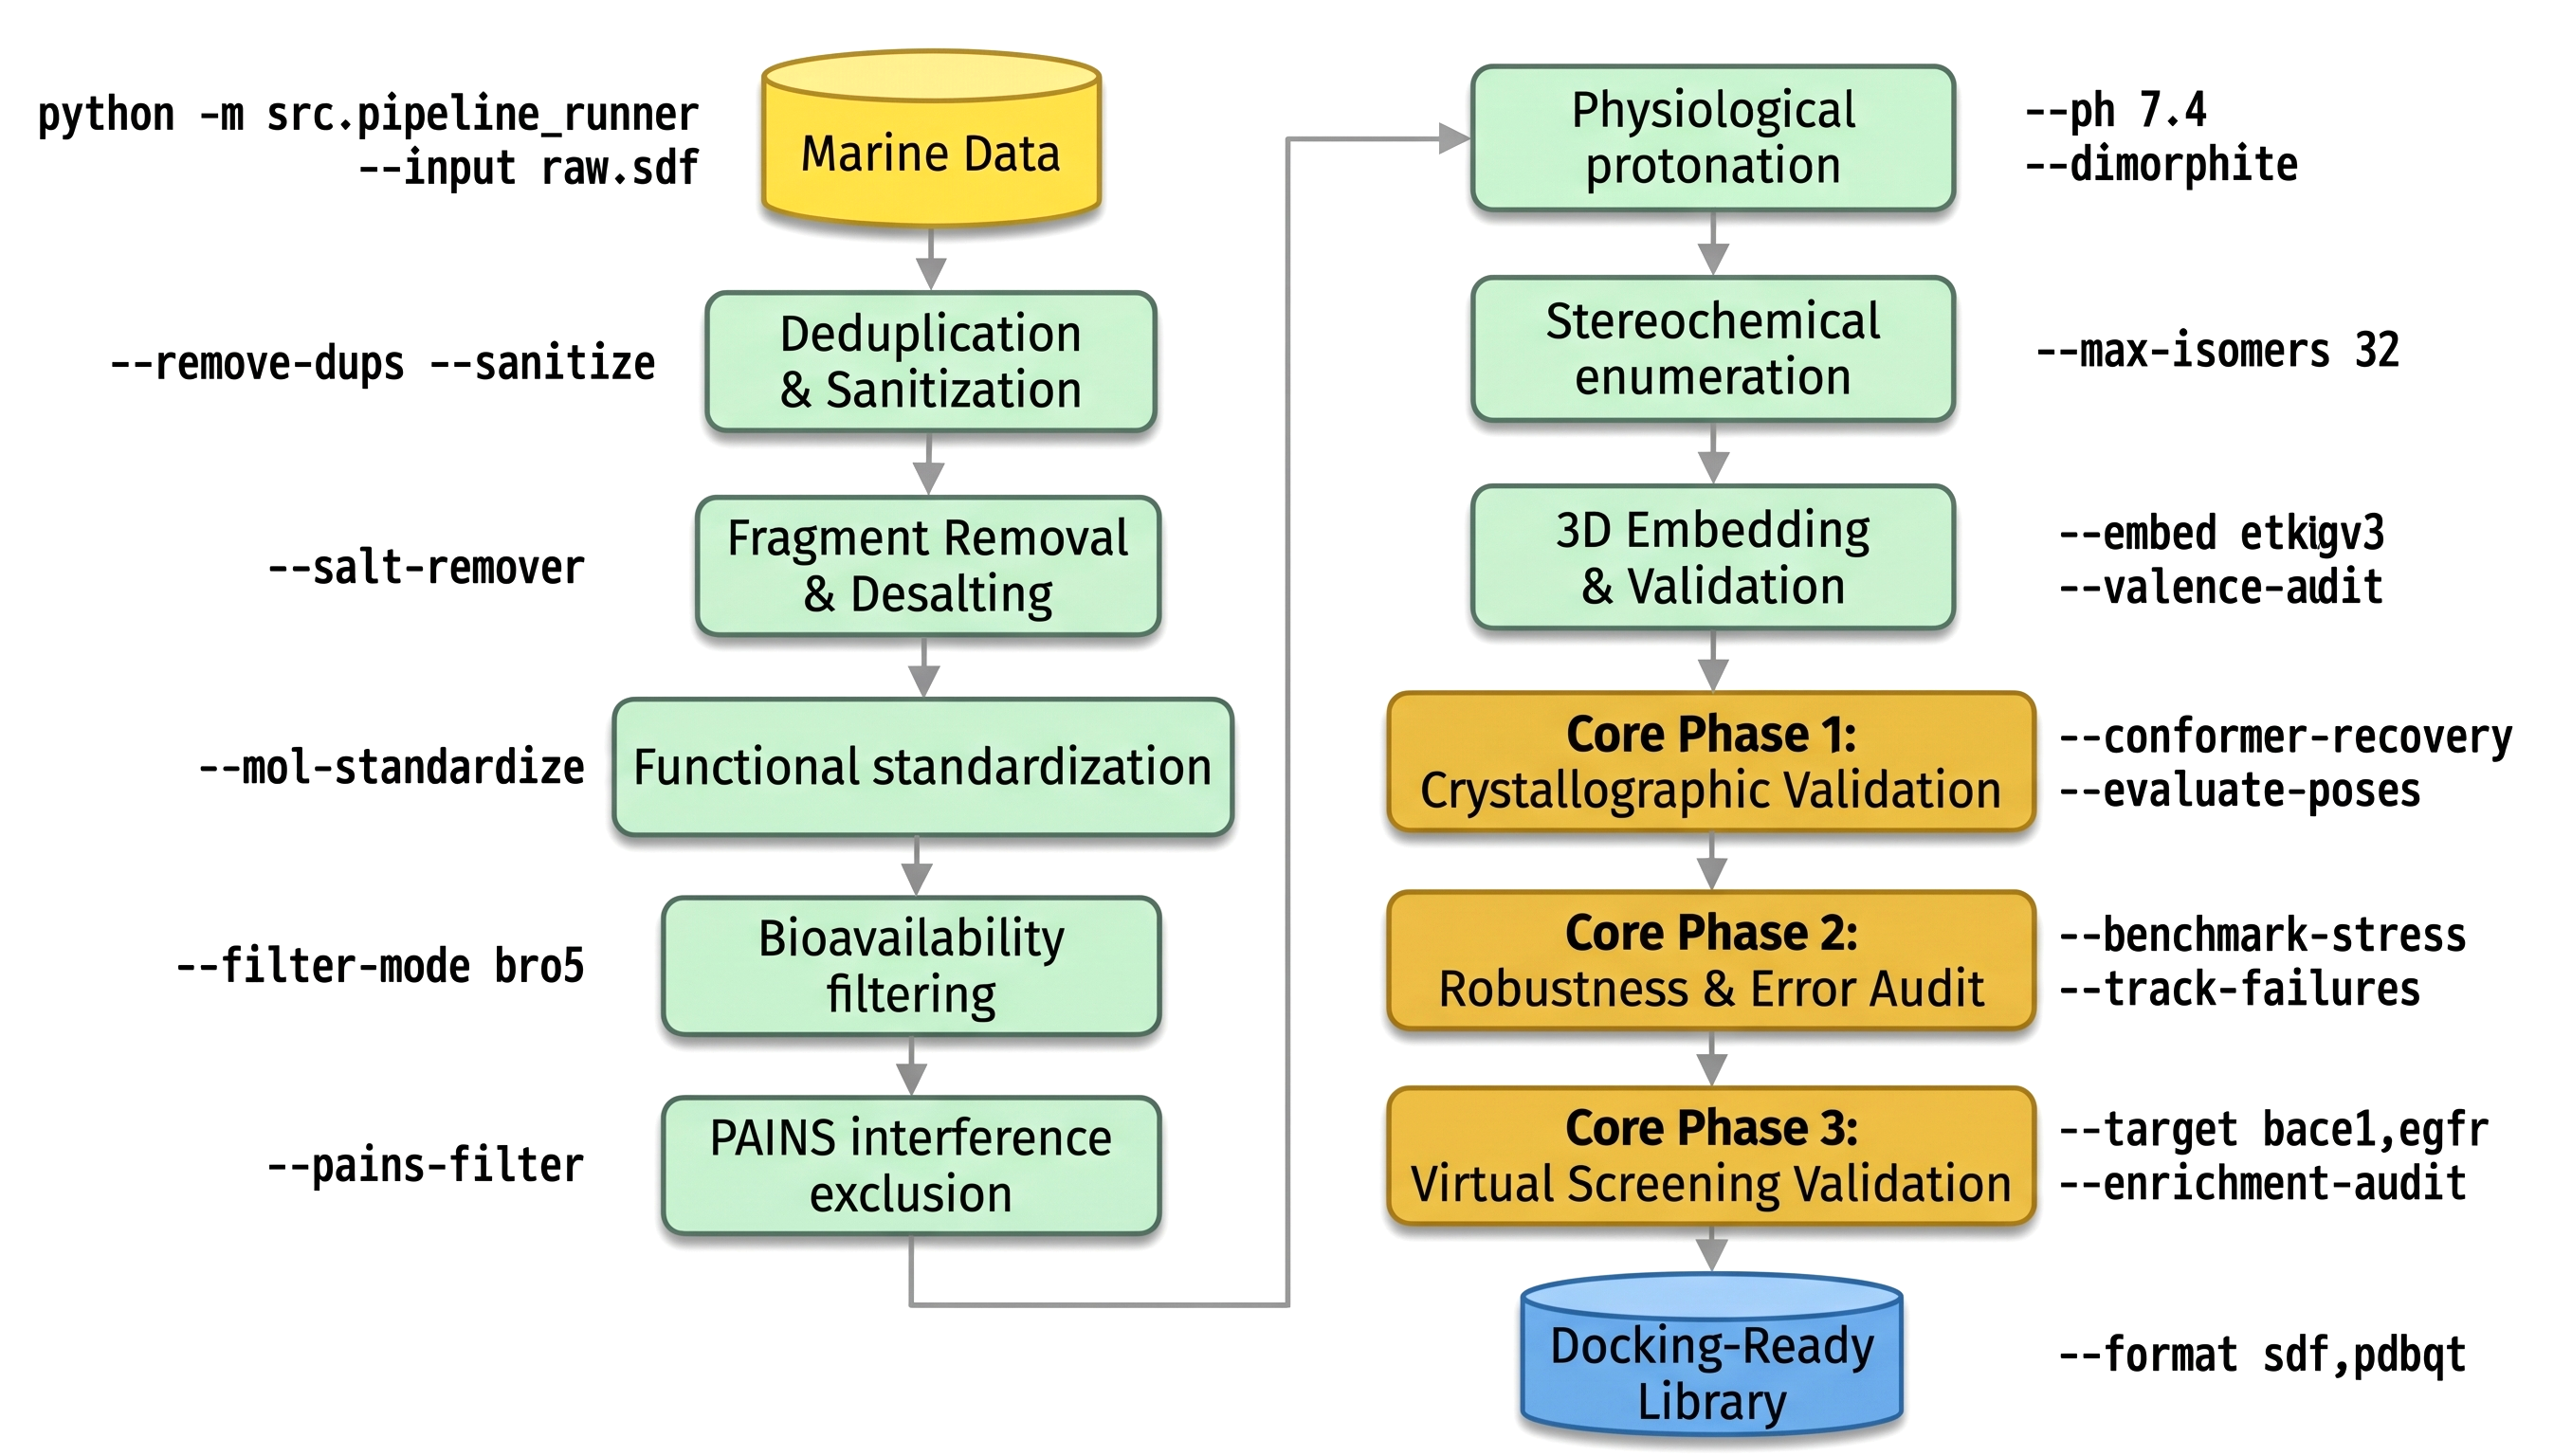 python -m src.pipeline_runner
--input raw.sdf
Marine Data
--remove-dups --sanitize
Deduplication
& Sanitization
--salt-remover
Fragment Removal
& Desalting
--mol-standardize
Functional standardization
--filter-mode bro5
Bioavailability
filtering
--pains-filter
PAINS interference
exclusion
Physiological
protonation
--ph 7.4
--dimorphite
Stereochemical
enumeration
--max-isomers 32
3D Embedding
& Validation
--embed etkigv3
--valence-audit
Core Phase 1:
Crystallographic Validation
--conformer-recovery
--evaluate-poses
Core Phase 2:
Robustness & Error Audit
--benchmark-stress
--track-failures
Core Phase 3:
Virtual Screening Validation
--target bace1,egfr
--enrichment-audit
Docking-Ready
Library
--format sdf,pdbqt